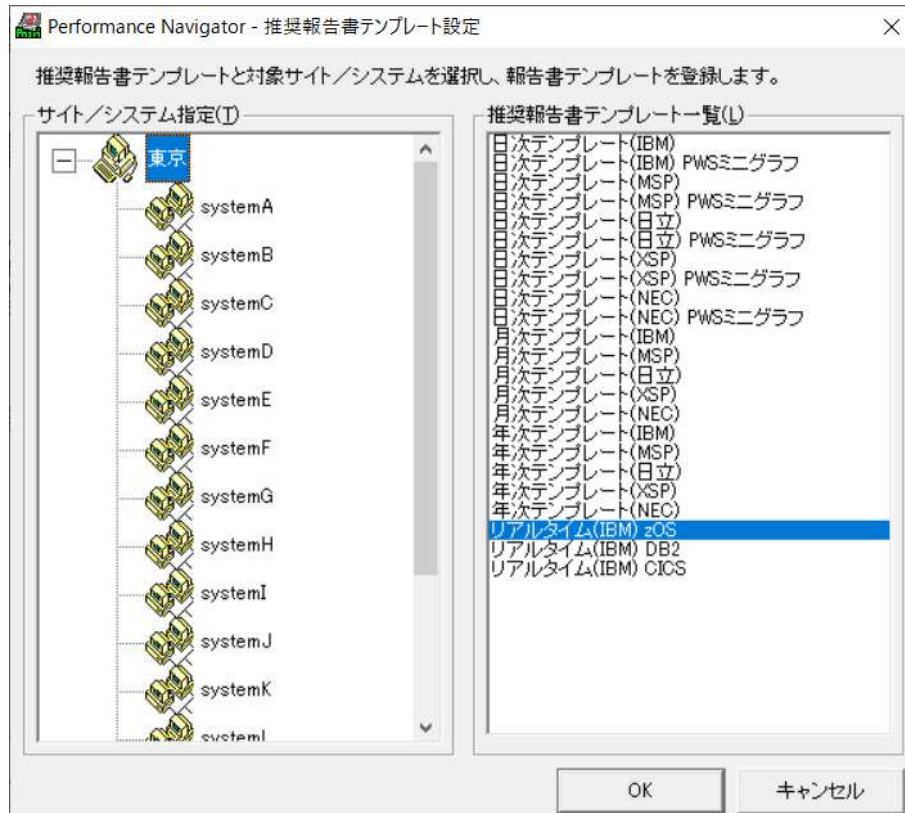 Performance Navigator - 推奨報告書テンプレート設定
推奨報告書テンプレートと対象サイト／システムを選択し、報告書テンプレートを登録します。
サイト／システム指定(T)
東京
systemA
systemB
systemC
systemD
systemE
systemF
systemG
systemH
systemI
systemJ
systemK
推奨報告書テンプレート一覧(L)
日次テンプレート(IBM)
日次テンプレート(IBM) PWSミニグラフ
日次テンプレート(MSP)
日次テンプレート(MSP) PWSミニグラフ
日次テンプレート(日立)
日次テンプレート(日立) PWSミニグラフ
日次テンプレート(XSP)
日次テンプレート(XSP) PWSミニグラフ
日次テンプレート(NEC)
日次テンプレート(NEC) PWSミニグラフ
月次テンプレート(IBM)
月次テンプレート(MSP)
月次テンプレート(日立)
月次テンプレート(XSP)
月次テンプレート(NEC)
年次テンプレート(IBM)
年次テンプレート(MSP)
年次テンプレート(日立)
年次テンプレート(XSP)
年次テンプレート(NEC)
リアルタイム(IBM) zOS
リアルタイム(IBM) DB2
リアルタイム(IBM) CICS
OK
キャンセル